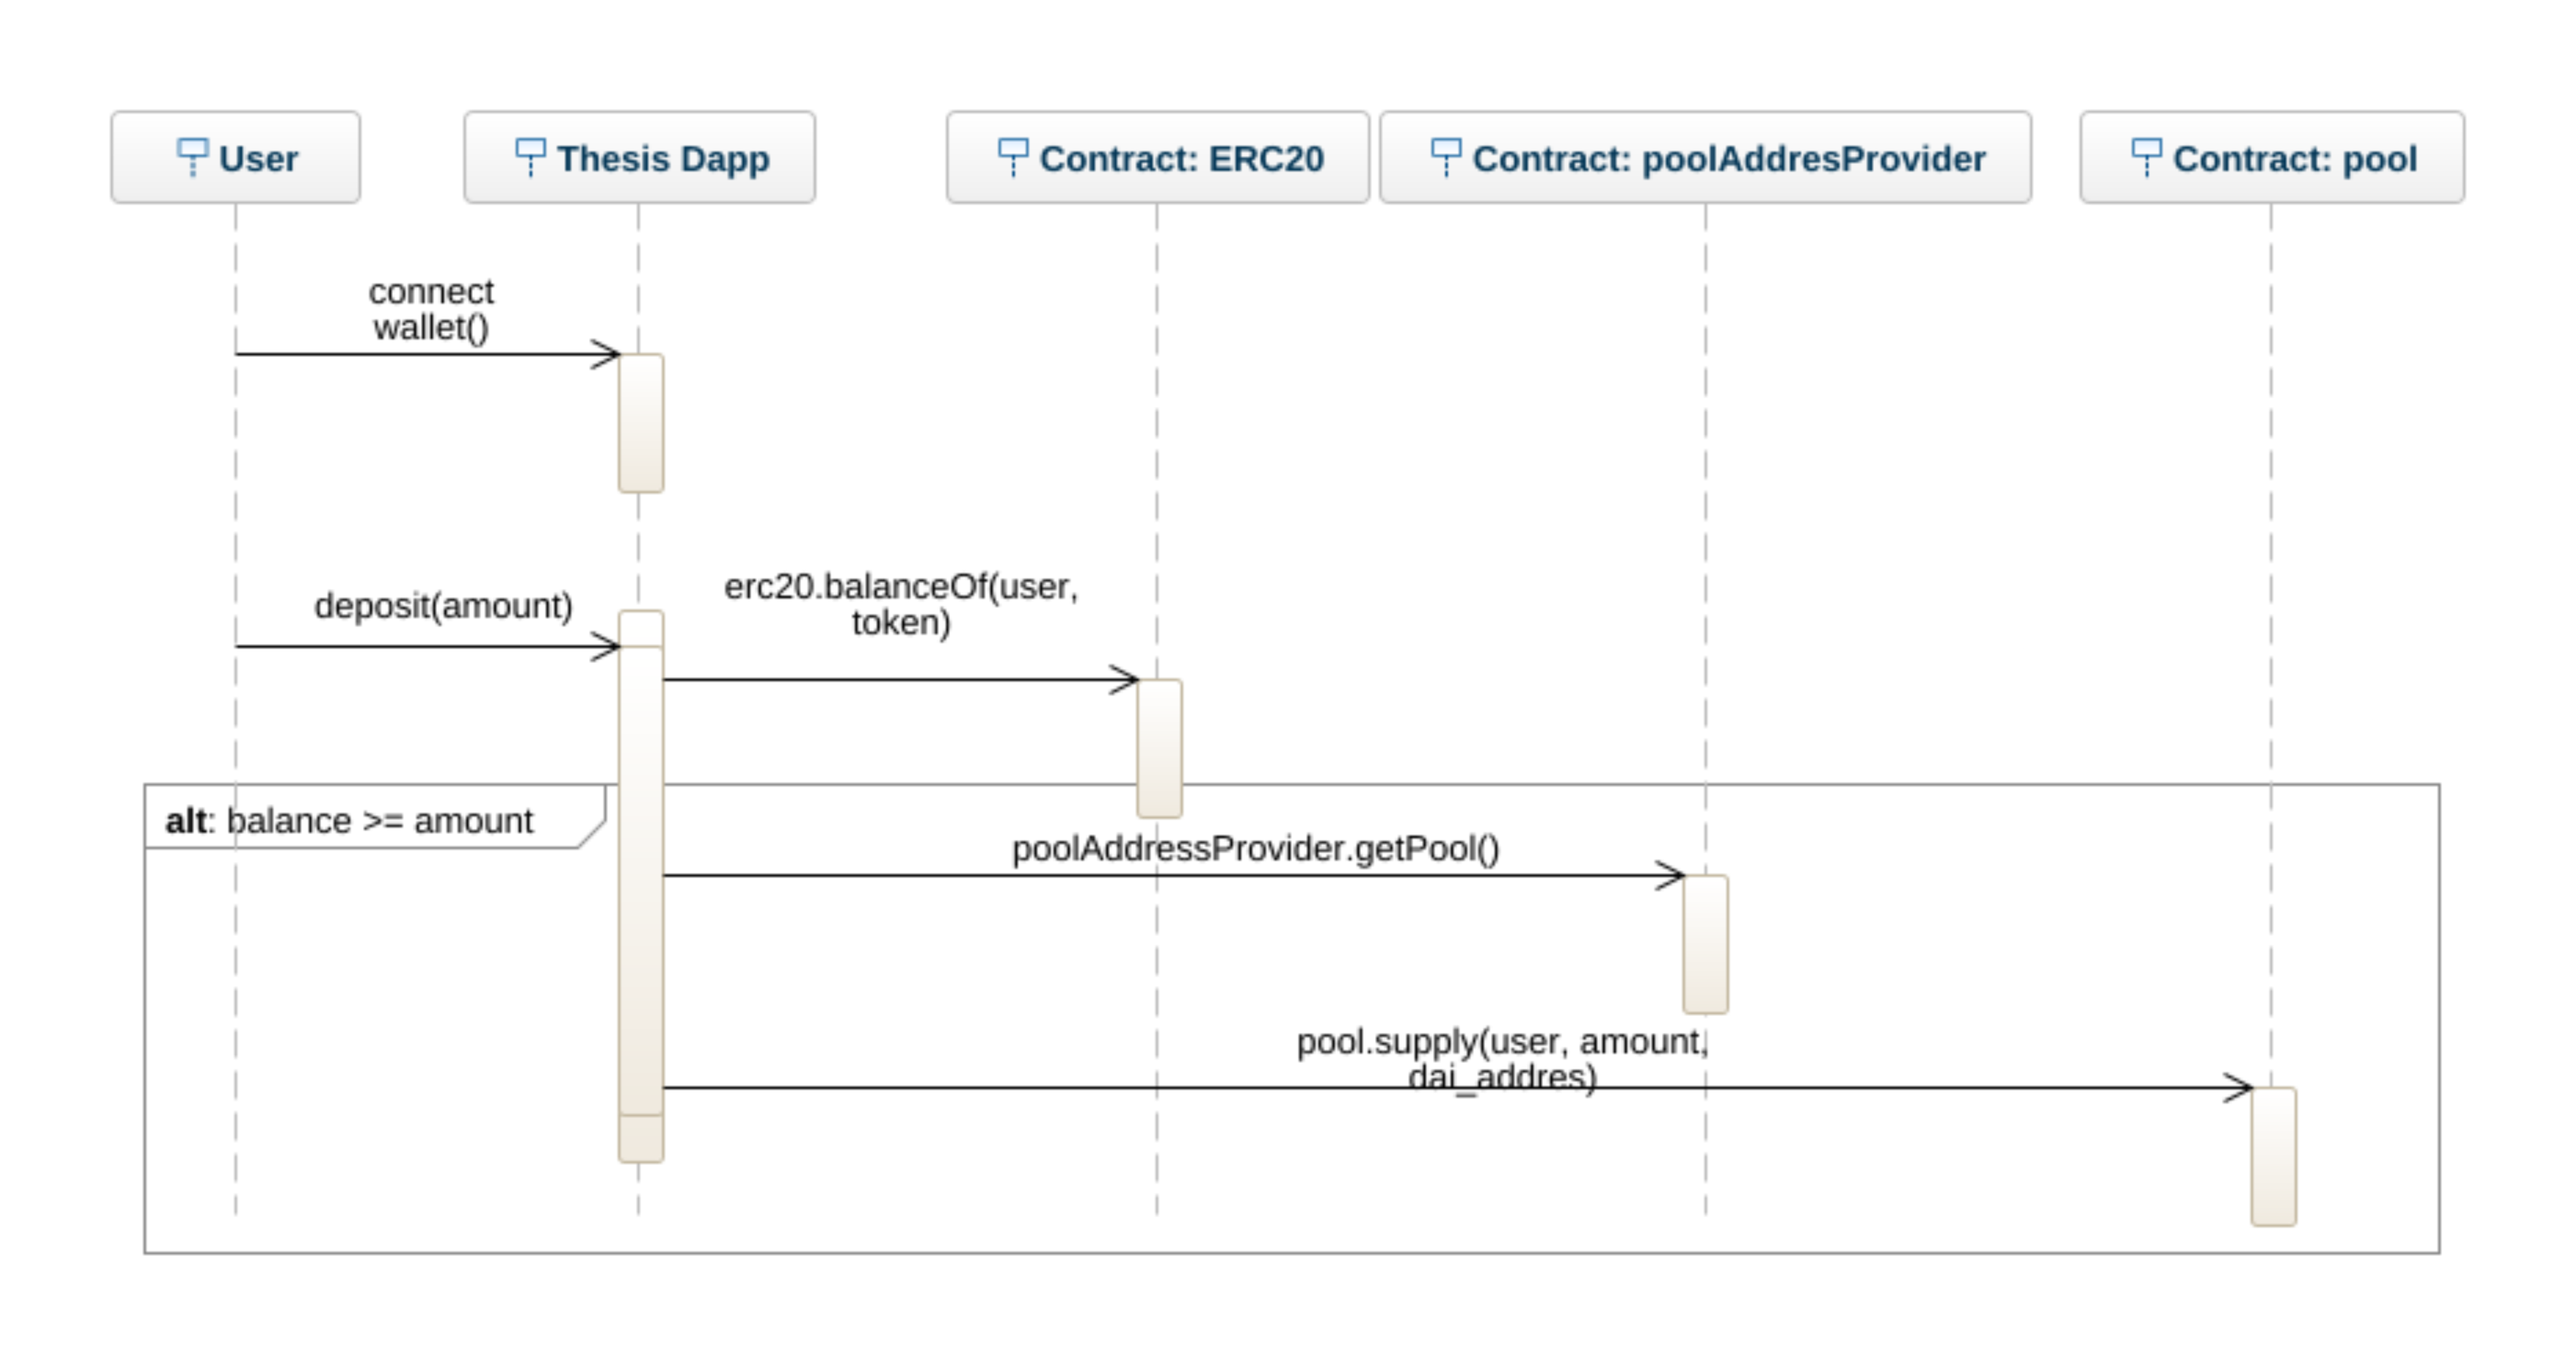 User
Thesis Dapp
Contract: ERC20
Contract: poolAddresProvider
Contract: pool
connect
wallet()
deposit(amount)
erc20.balanceOf(user,
token)
alt: balance >= amount
poolAddressProvider.getPool()
pool.supply(user, amount,
dai_addres)